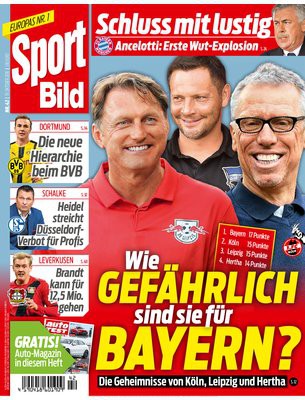 EUROPAS NR. 1
Sport
Bild
Schluss mit lustig
Ancelotti: Erste Wut-Explosion
DORTMUND
Die neue
Hierarchie
beim BVB
SCHALKE
Heidel
streicht
Düsseldorf-
Verbot für Profis
LEVERKUSEN
Brandt
kann für
12,5 Mio.
gehen
GRATIS!
Auto-Magazin
in diesem Heft
auto
TEST
1. Bayern 17 Punkte
2. Köln 15 Punkte
3. Leipzig 15 Punkte
4. Hertha 14 Punkte
Wie
GEFÄHRLICH
sind sie für
BAYERN?
Die Geheimnisse von Köln, Leipzig und Hertha